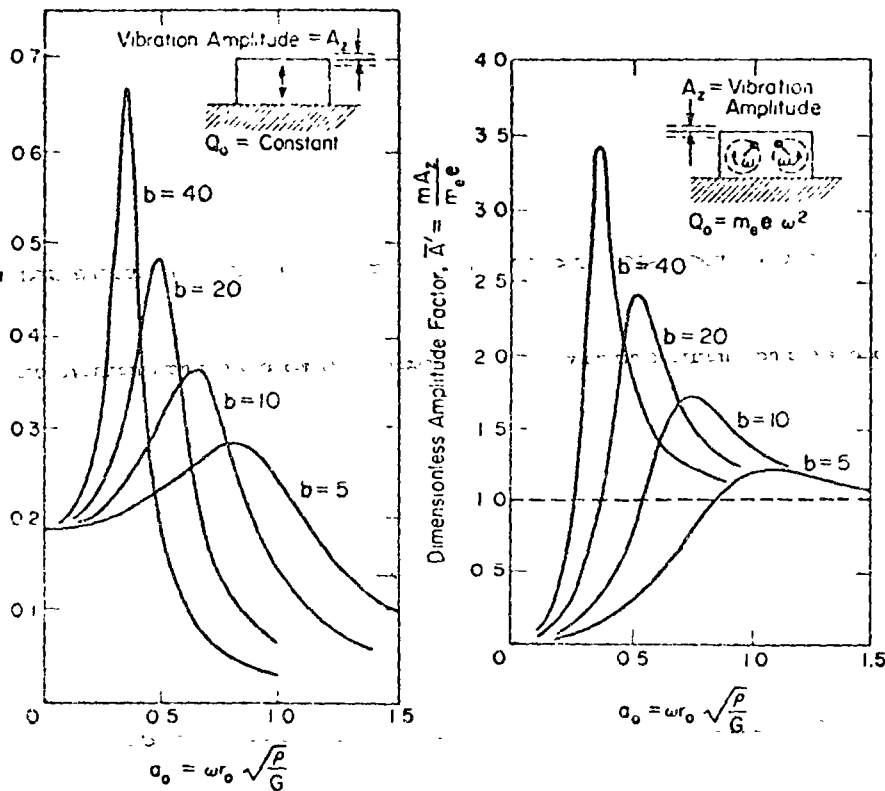 Vibration Amplitude = A_z
Q_o = Constant
b = 40
b = 20
b = 10
b = 5
0.7
0.6
0.5
0.4
0.3
0.2
0.1
0
0.5
1.0
1.5
a_o = ωr_o √(ρ/G)
Dimensionless Amplitude Factor, A̅' = mA_z / m_e e
A_z = Vibration
Amplitude
ω
ω
Q_o = m_e e ω²
b = 40
b = 20
b = 10
b = 5
4.0
3.5
3.0
2.5
2.0
1.5
1.0
0.5
0
0
0.5
1.0
1.5
a_o = ωr_o √(ρ/G)